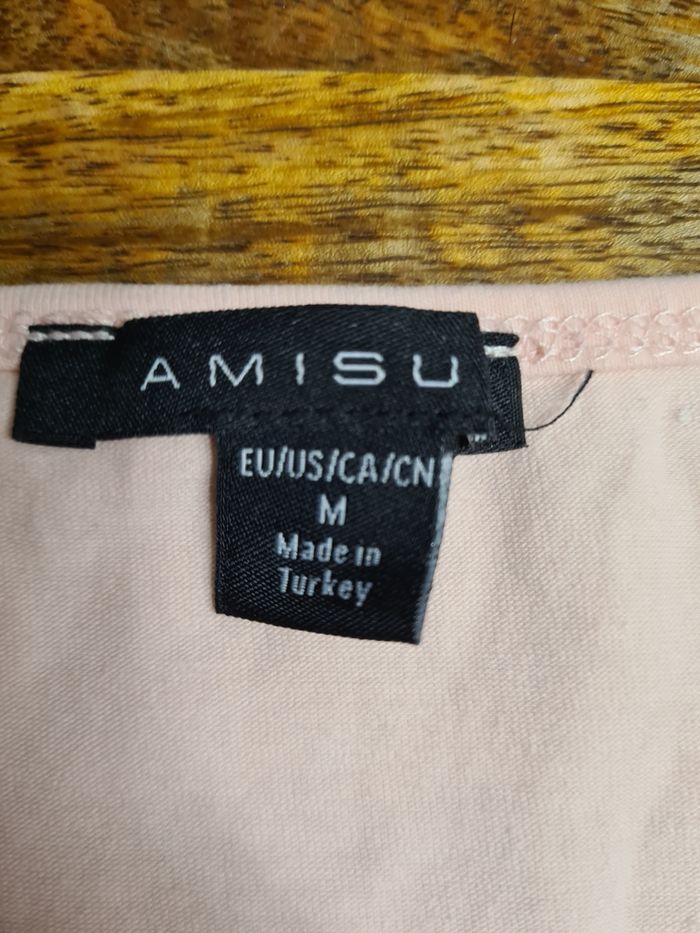 AMISU
EU/US/CA/CN
M
Made in
Turkey